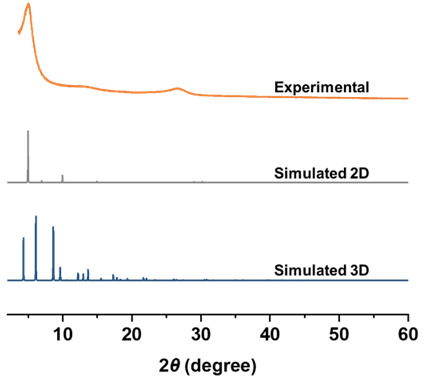 Experimental
Simulated 2D
Simulated 3D
10 20 30 40 50 60
2θ (degree)